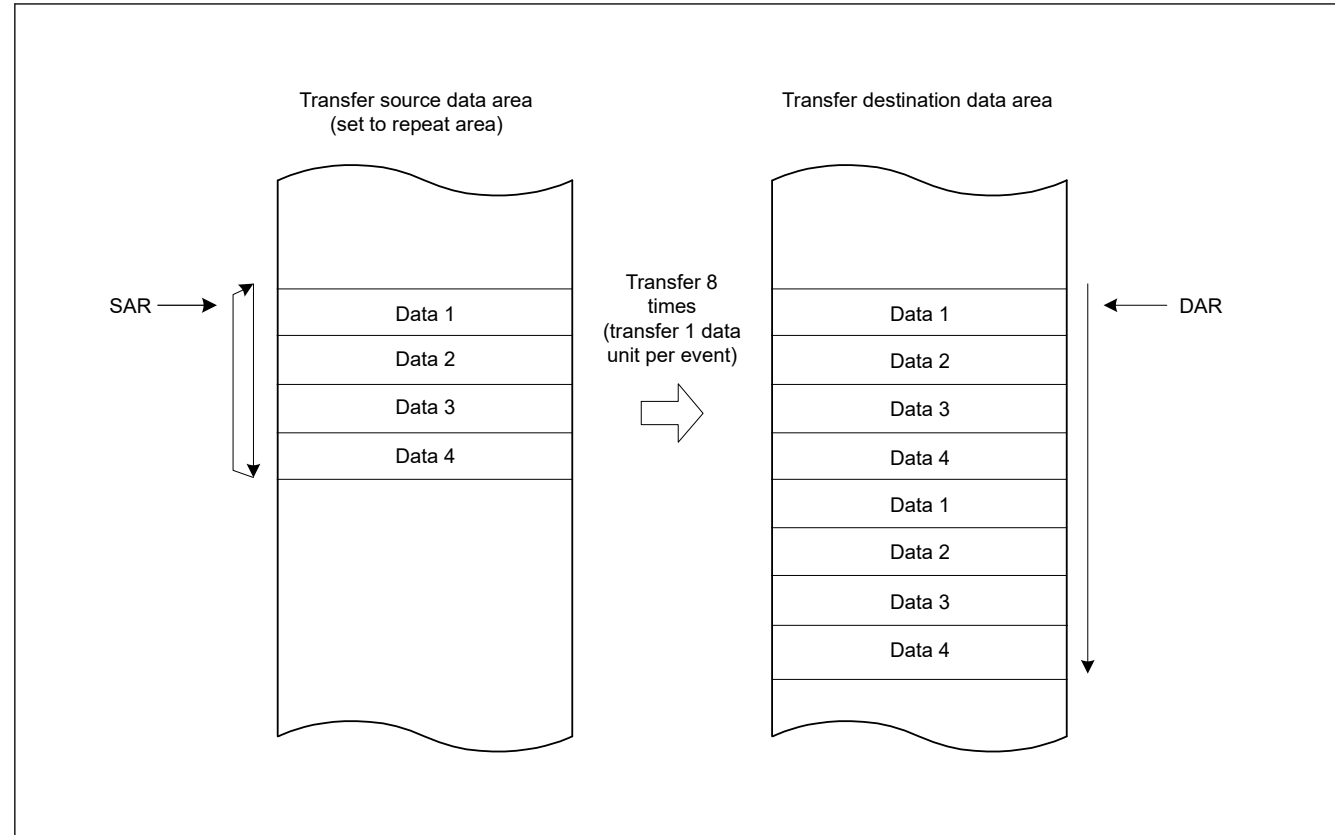 Transfer source data area
(set to repeat area)
Transfer destination data area
SAR
Data 1
Data 2
Data 3
Data 4
Transfer 8
times
(transfer 1 data
unit per event)
Data 1
Data 2
Data 3
Data 4
Data 1
Data 2
Data 3
Data 4
DAR